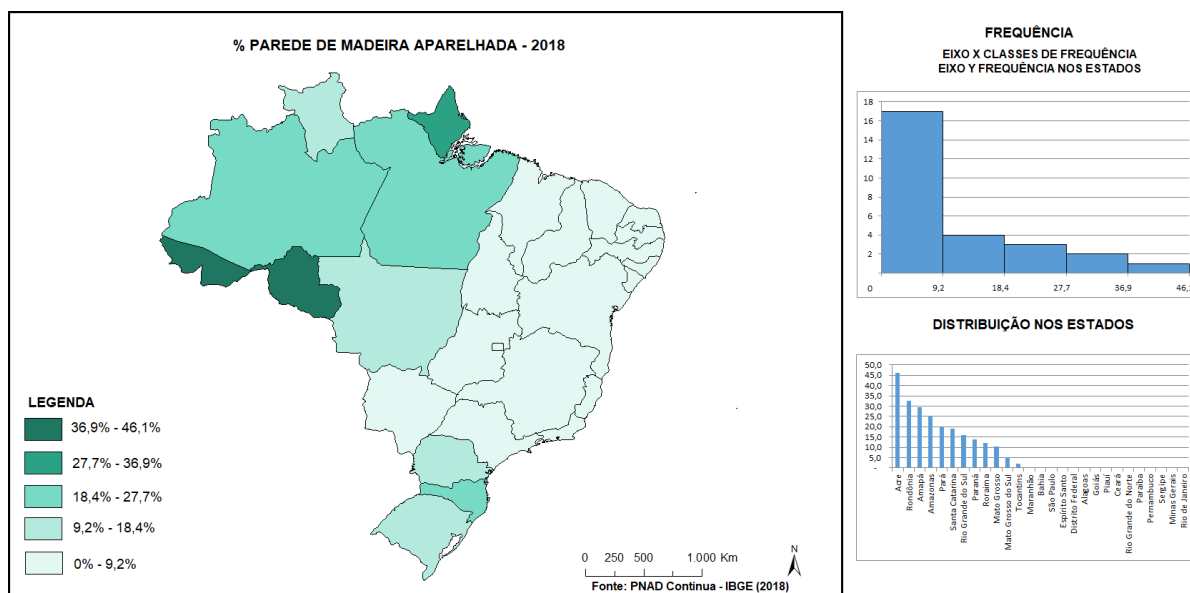 % PAREDE DE MADEIRA APARELHADA - 2018
LEGENDA
36,9% - 46,1%
27,7% - 36,9%
18,4% - 27,7%
9,2% - 18,4%
0% - 9,2%
0 250 500 1.000 Km
N
Fonte: PNAD Continua - IBGE (2018)
FREQUÊNCIA
EIXO X CLASSES DE FREQUÊNCIA
EIXO Y FREQUÊNCIA NOS ESTADOS
18
16
14
12
10
8
6
4
2
0
9,2 18,4 27,7 36,9 46,
DISTRIBUIÇÃO NOS ESTADOS
50,0
45,0
40,0
35,0
30,0
25,0
20,0
15,0
10,0
5,0
-
Acre
Rondônia
Amapá
Amazonas
Pará
Santa Catarina
Rio Grande do Sul
Paraná
Roraima
Mato Grosso
Mato Grosso do Sul
Tocantins
Maranhão
Bahia
São Paulo
Espírito Santo
Distrito Federal
Alagoas
Goiás
Piauí
Ceará
Rio Grande do Norte
Paraíba
Pernambuco
Sergipe
Minas Gerais
Rio de Janeiro